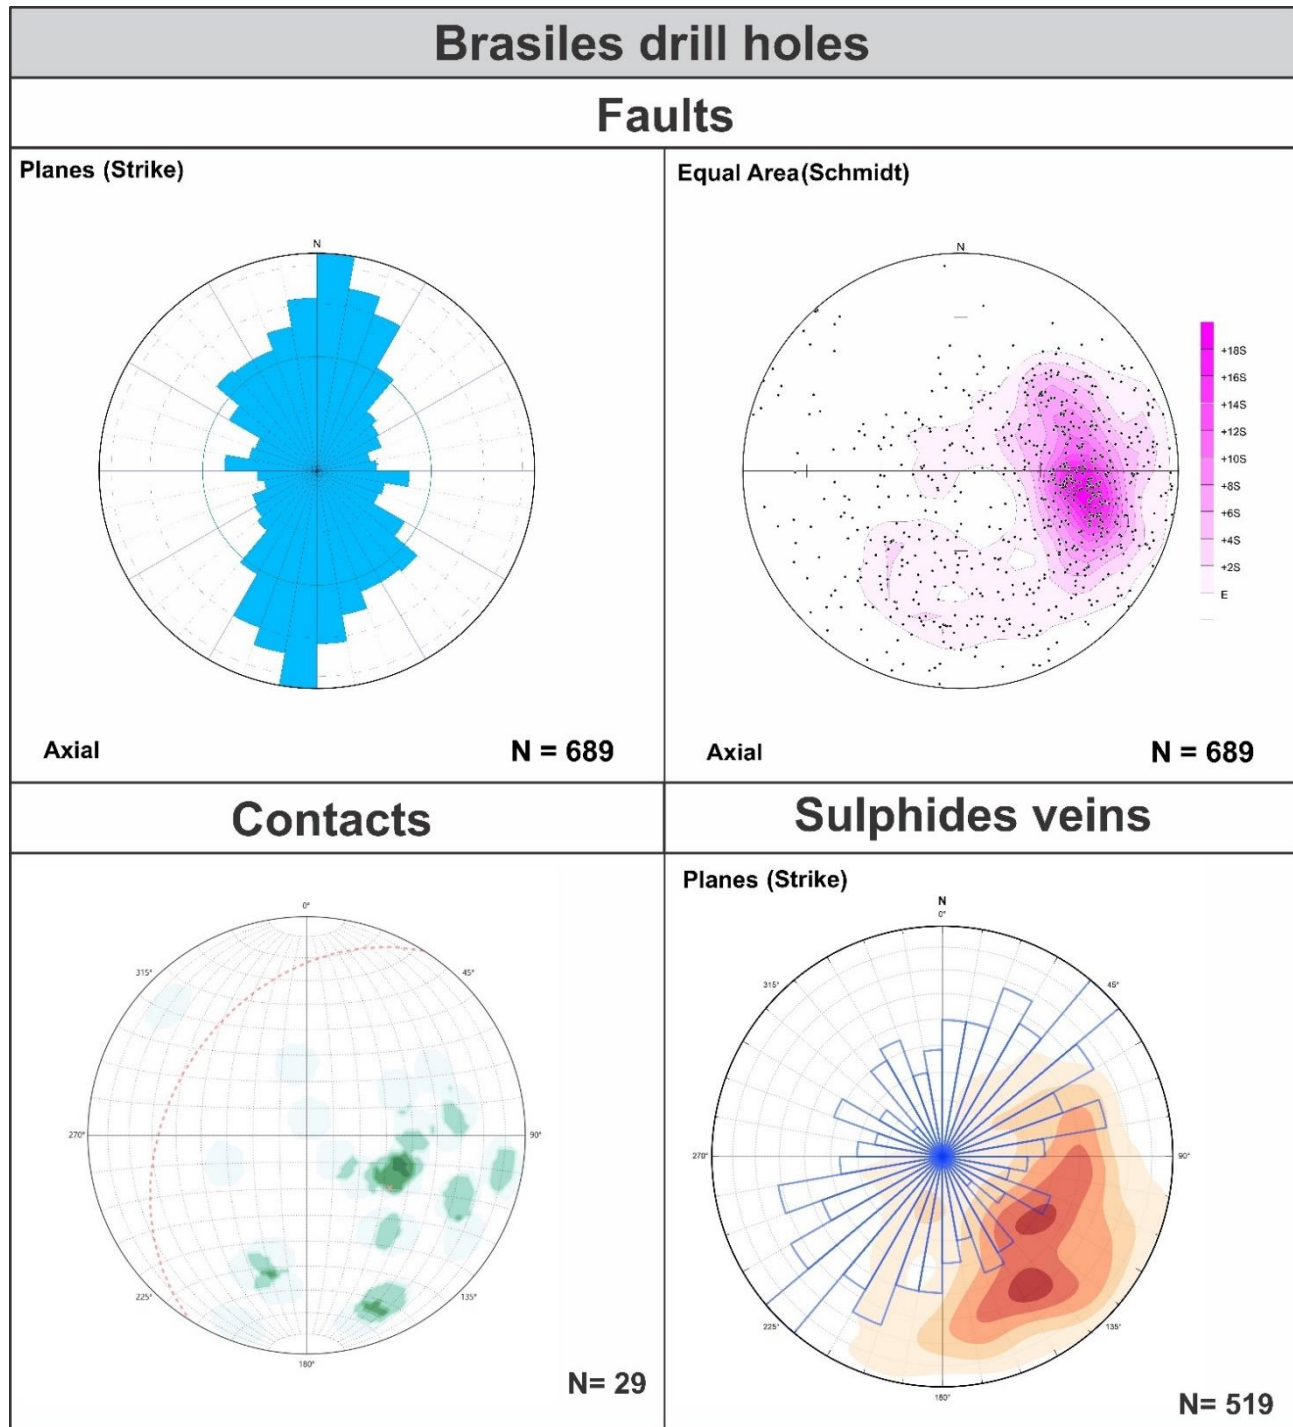 Brasiles drill holes
Faults
Planes (Strike)
N
Axial
N = 689
Equal Area(Schmidt)
N
+18S
+16S
+14S
+12S
+10S
+8S
+6S
+4S
+2S
E
Axial
N = 689
Contacts
0°
315°
45°
270°
90°
225°
135°
180°
N= 29
Sulphides veins
Planes (Strike)
N
0°
315°
45°
270°
90°
225°
135°
180°
N= 519